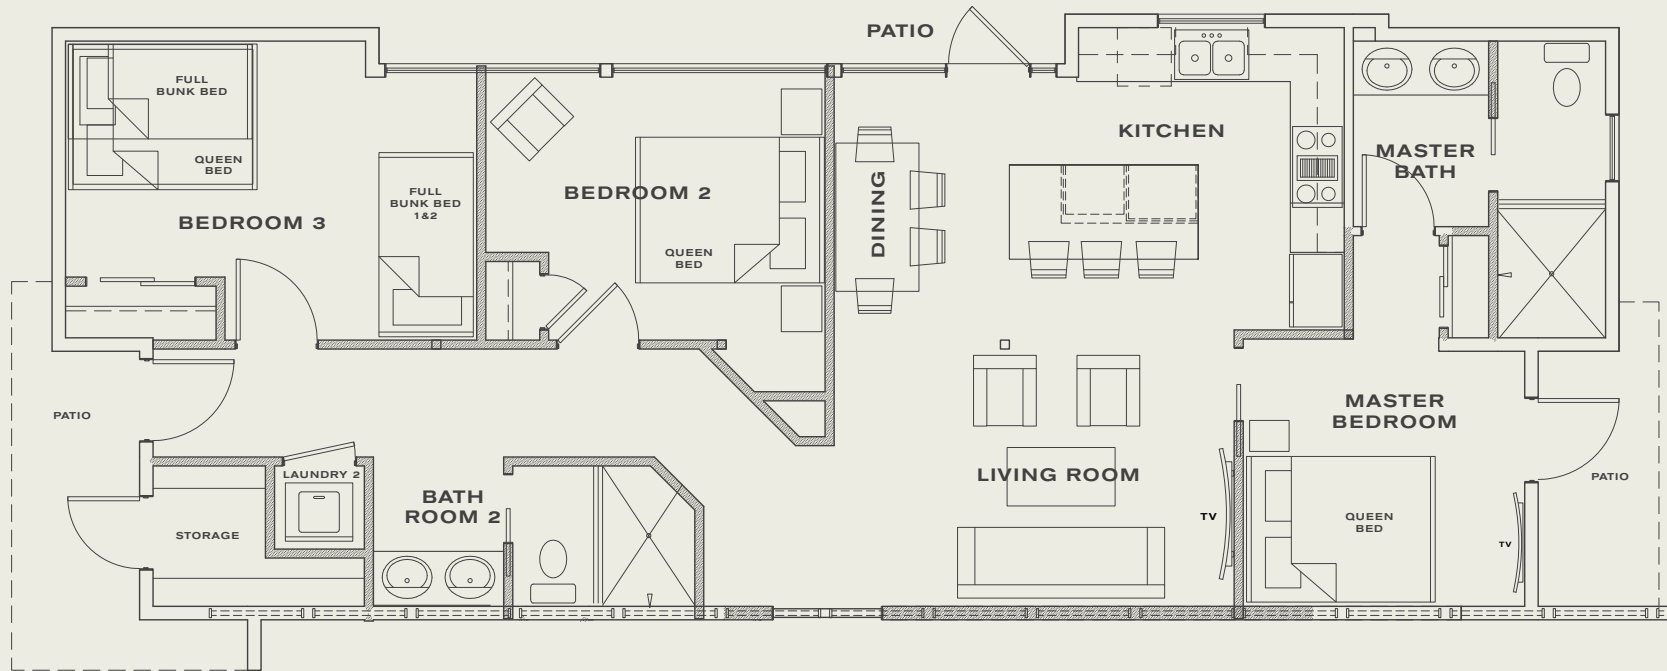 PATIO
FULL
BUNK BED
QUEEN
BED
BEDROOM 3
FULL
BUNK BED
1&2
BEDROOM 2
QUEEN
BED
DINING
KITCHEN
MASTER
BATH
PATIO
LAUNDRY 2
STORAGE
BATH
ROOM 2
LIVING ROOM
TV
MASTER
BEDROOM
QUEEN
BED
TV
PATIO